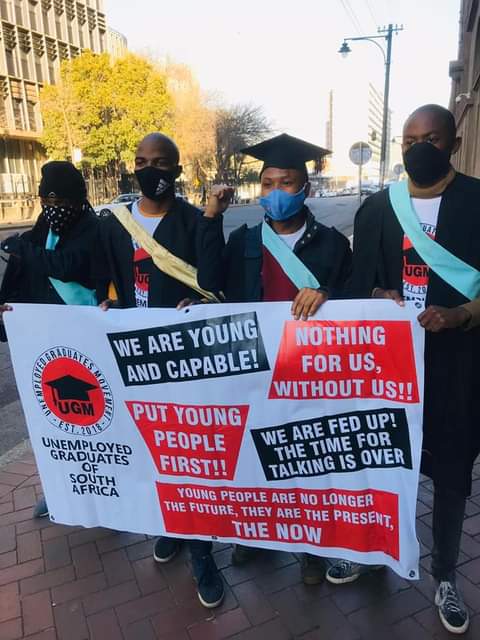 UNEMPLOYED GRADUATES MOVEMENT
UGM
- EST. 2016 -
UNEMPLOYED
GRADUATES
OF
SOUTH
AFRICA
WE ARE YOUNG
AND CAPABLE!
NOTHING
FOR US,
WITHOUT US!!
PUT YOUNG
PEOPLE
FIRST!!
WE ARE FED UP!
THE TIME FOR
TALKING IS OVER
YOUNG PEOPLE ARE NO LONGER
THE FUTURE, THEY ARE THE PRESENT,
THE NOW
UGM
UGM